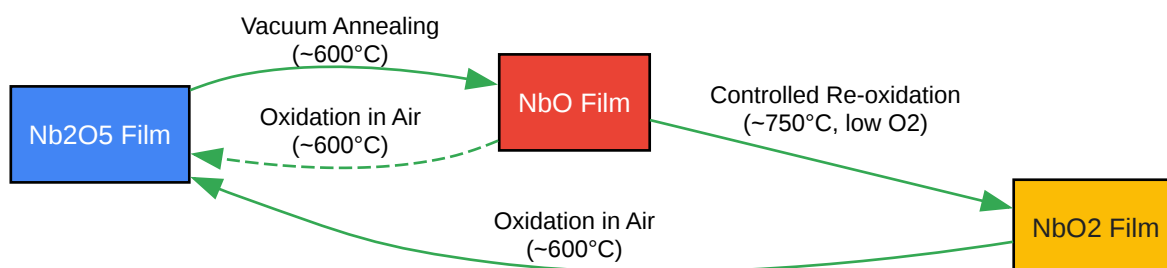 Vacuum Annealing
(~600°C)
Nb2O5 Film
NbO Film
Oxidation in Air
(~600°C)
Controlled Re-oxidation
(~750°C, low O2)
Oxidation in Air
(~600°C)
NbO2 Film